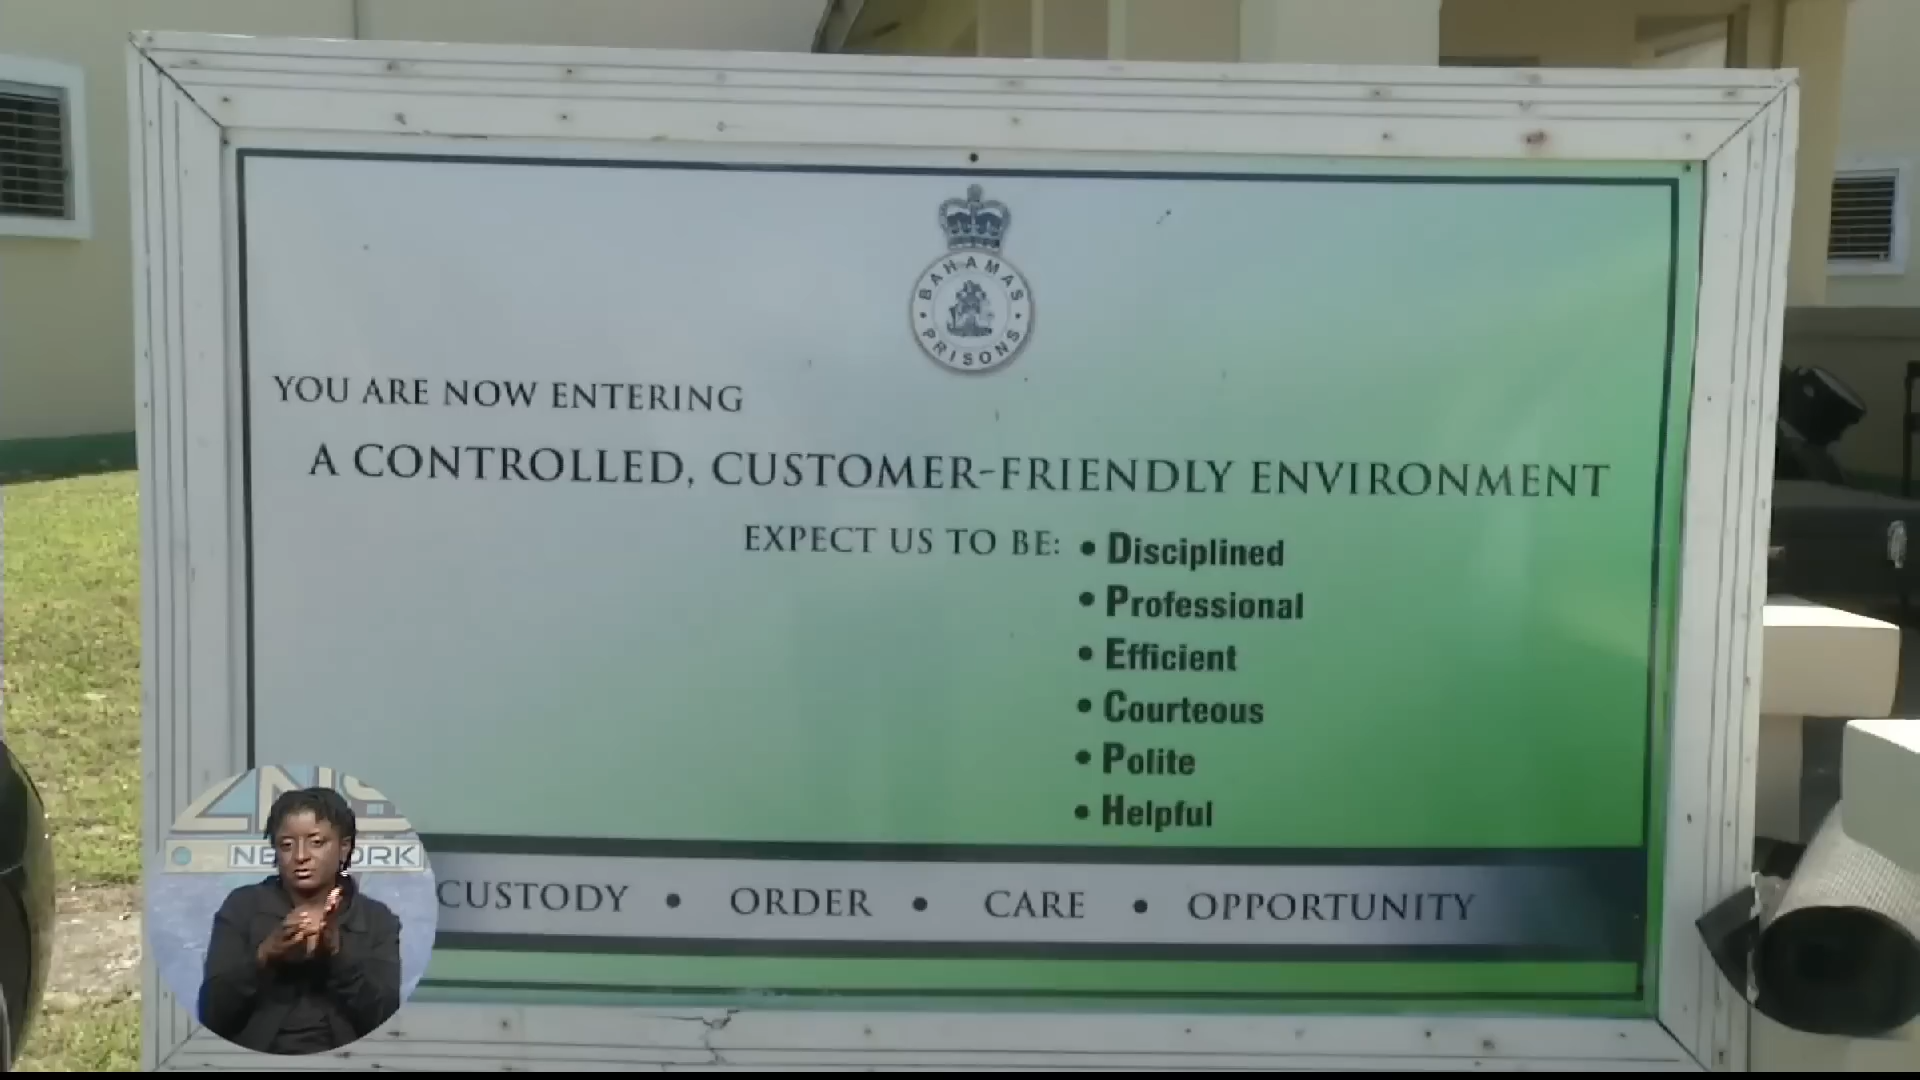 BAHAMAS
PRISONS
YOU ARE NOW ENTERING
A CONTROLLED, CUSTOMER-FRIENDLY ENVIRONMENT
EXPECT US TO BE: • Disciplined
• Professional
• Efficient
• Courteous
• Polite
• Helpful
CUSTODY • ORDER • CARE • OPPORTUNITY
ZNS